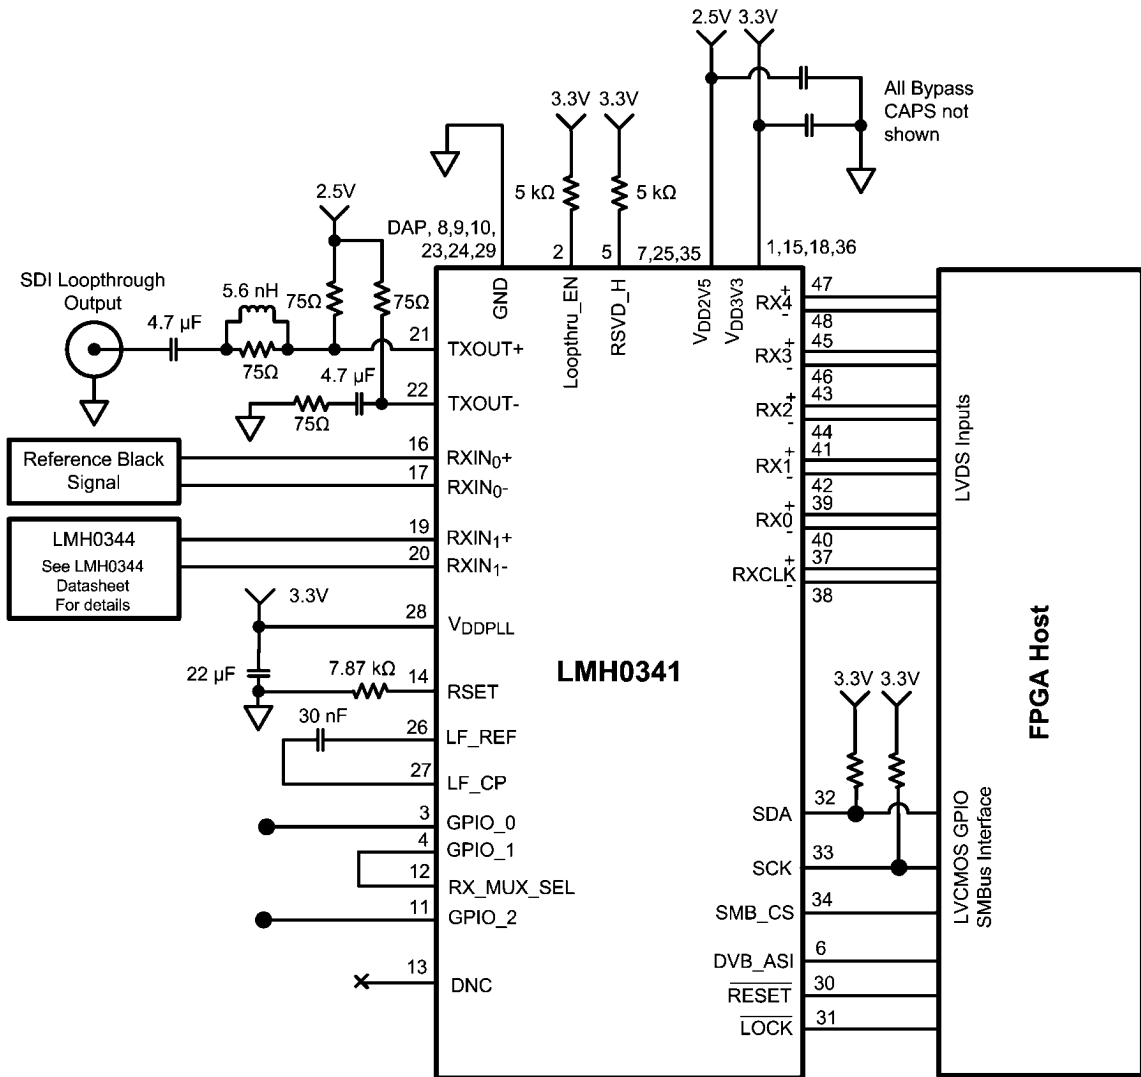 2.5V 3.3V
All Bypass
CAPS not
shown
3.3V 3.3V
5 kΩ
5 kΩ
2.5V
DAP, 8,9,10,
23,24,29
2
5
7,25,35
1,15,18,36
SDI Loopthrough
Output
5.6 nH
75Ω
75Ω
4.7 µF
75Ω
4.7 µF
75Ω
GND
Loopthru_EN
RSVD_H
VDD2V5
VDD3V3
21
TXOUT+
22
TXOUT-
Reference Black
Signal
16
RXIN0+
17
RXIN0-
LMH0344
See LMH0344
Datasheet
For details
19
RXIN1+
20
RXIN1-
3.3V
28
VDDPLL
22 µF
7.87 kΩ
14
RSET
30 nF
26
LF_REF
27
LF_CP
3
GPIO_0
4
GPIO_1
12
RX_MUX_SEL
11
GPIO_2
13
DNC
LMH0341
RX4
+
-
47
48
RX3
+
-
45
46
RX2
+
-
43
44
RX1
+
-
41
42
RX0
+
-
39
40
RXCLK
+
-
37
38
3.3V 3.3V
SDA
32
SCK
33
SMB_CS
34
DVB_ASI
6
RESET
30
LOCK
31
LVDS Inputs
LVCMOS GPIO
SMBus Interface
FPGA Host